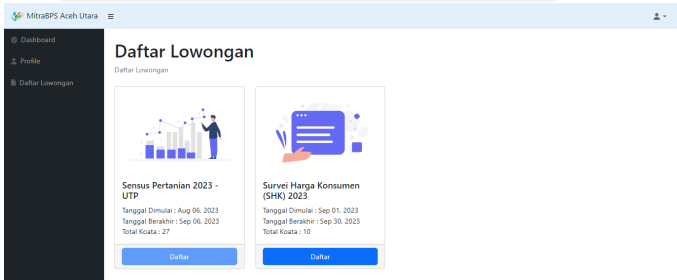 MitraBPS Aceh Utara
Dashboard
Profile
Daftar Lowongan
Daftar Lowongan
Daftar Lowongan
Sensus Pertanian 2023 -
UTP
Tanggal Dimulai : Aug 06, 2023
Tanggal Berakhir : Sep 06, 2023
Total Koata : 27
Daftar
Survei Harga Konsumen
(SHK) 2023
Tanggal Dimulai : Sep 01, 2023
Tanggal Berakhir : Sep 30, 2023
Total Koata : 10
Daftar